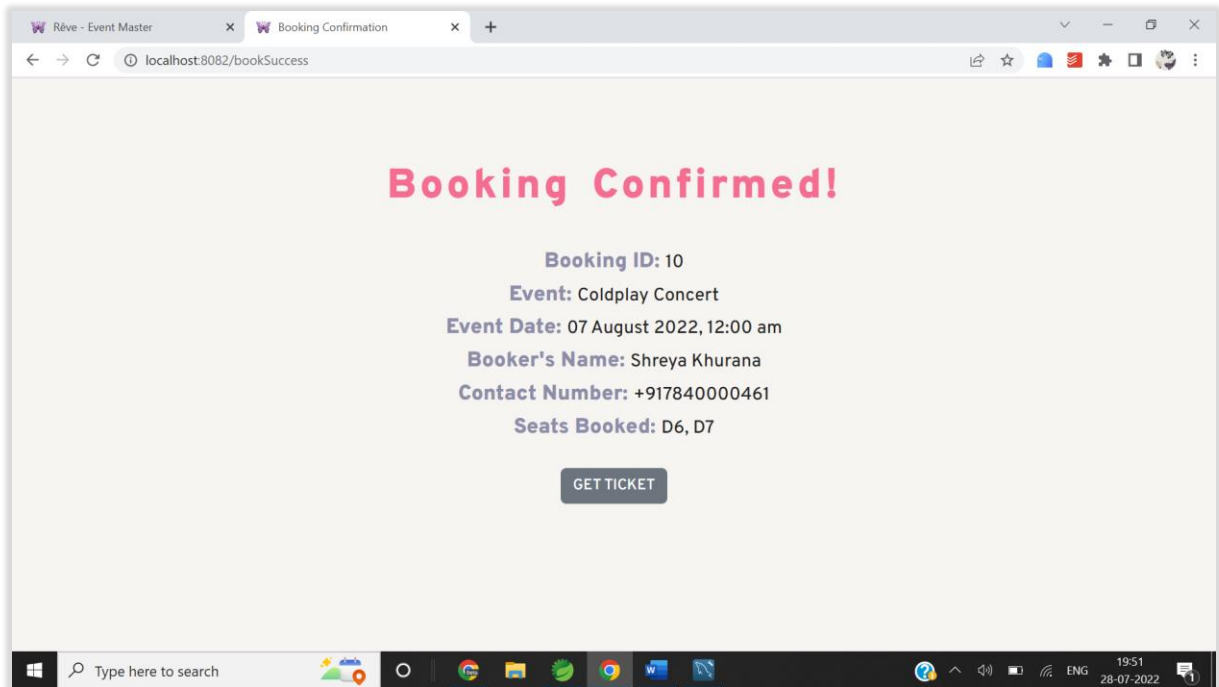 Rêve - Event Master
Booking Confirmation
localhost:8082/bookSuccess
Booking Confirmed!
Booking ID: 10
Event: Coldplay Concert
Event Date: 07 August 2022, 12:00 am
Booker's Name: Shreya Khurana
Contact Number: +917840000461
Seats Booked: D6, D7
GET TICKET
Type here to search
ENG
19:51
28-07-2022
1